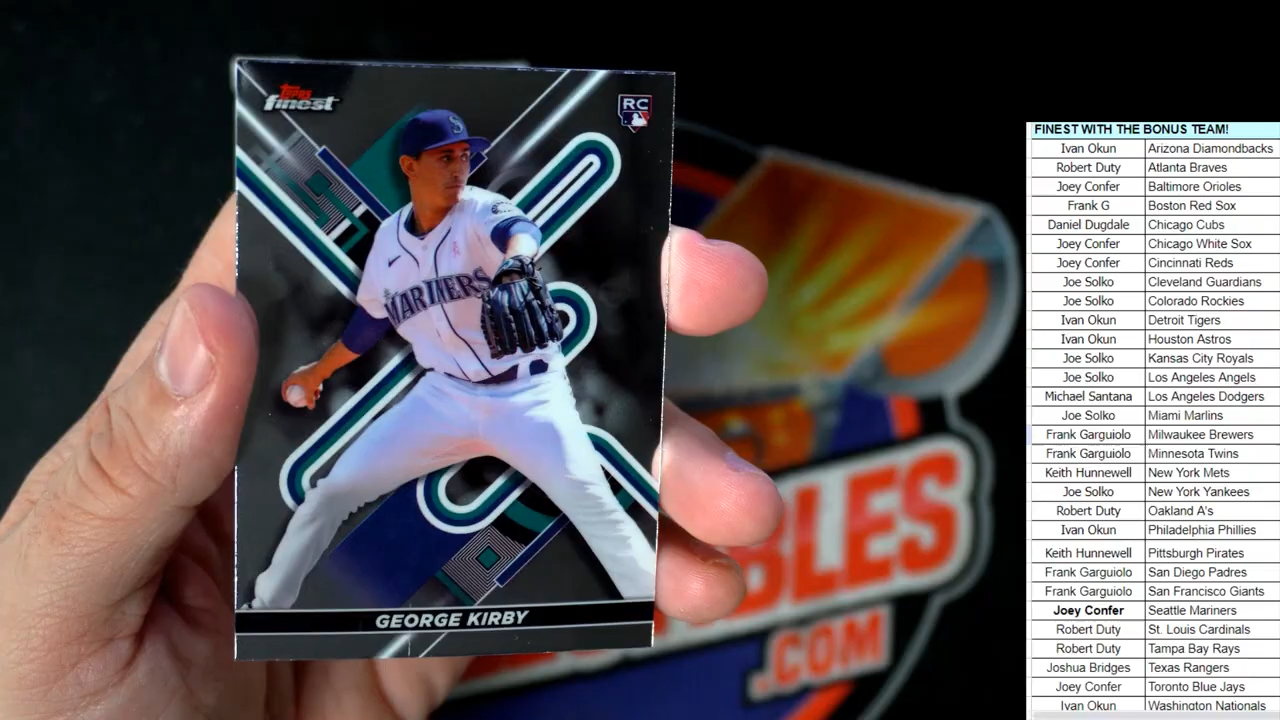 TOPPS
finest
RC
S
MARINERS
GEORGE KIRBY
BLES
.COM
FINEST WITH THE BONUS TEAM!
Ivan Okun Arizona Diamondbacks
Robert Duty Atlanta Braves
Joey Confer Baltimore Orioles
Frank G Boston Red Sox
Daniel Dugdale Chicago Cubs
Joey Confer Chicago White Sox
Joey Confer Cincinnati Reds
Joe Solko Cleveland Guardians
Joe Solko Colorado Rockies
Ivan Okun Detroit Tigers
Ivan Okun Houston Astros
Joe Solko Kansas City Royals
Joe Solko Los Angeles Angels
Michael Santana Los Angeles Dodgers
Joe Solko Miami Marlins
Frank Garguiolo Milwaukee Brewers
Frank Garguiolo Minnesota Twins
Keith Hunnewell New York Mets
Joe Solko New York Yankees
Robert Duty Oakland A's
Ivan Okun Philadelphia Phillies
Keith Hunnewell Pittsburgh Pirates
Frank Garguiolo San Diego Padres
Frank Garguiolo San Francisco Giants
Joey Confer Seattle Mariners
Robert Duty St. Louis Cardinals
Robert Duty Tampa Bay Rays
Joshua Bridges Texas Rangers
Joey Confer Toronto Blue Jays
Ivan Okun Washington Nationals